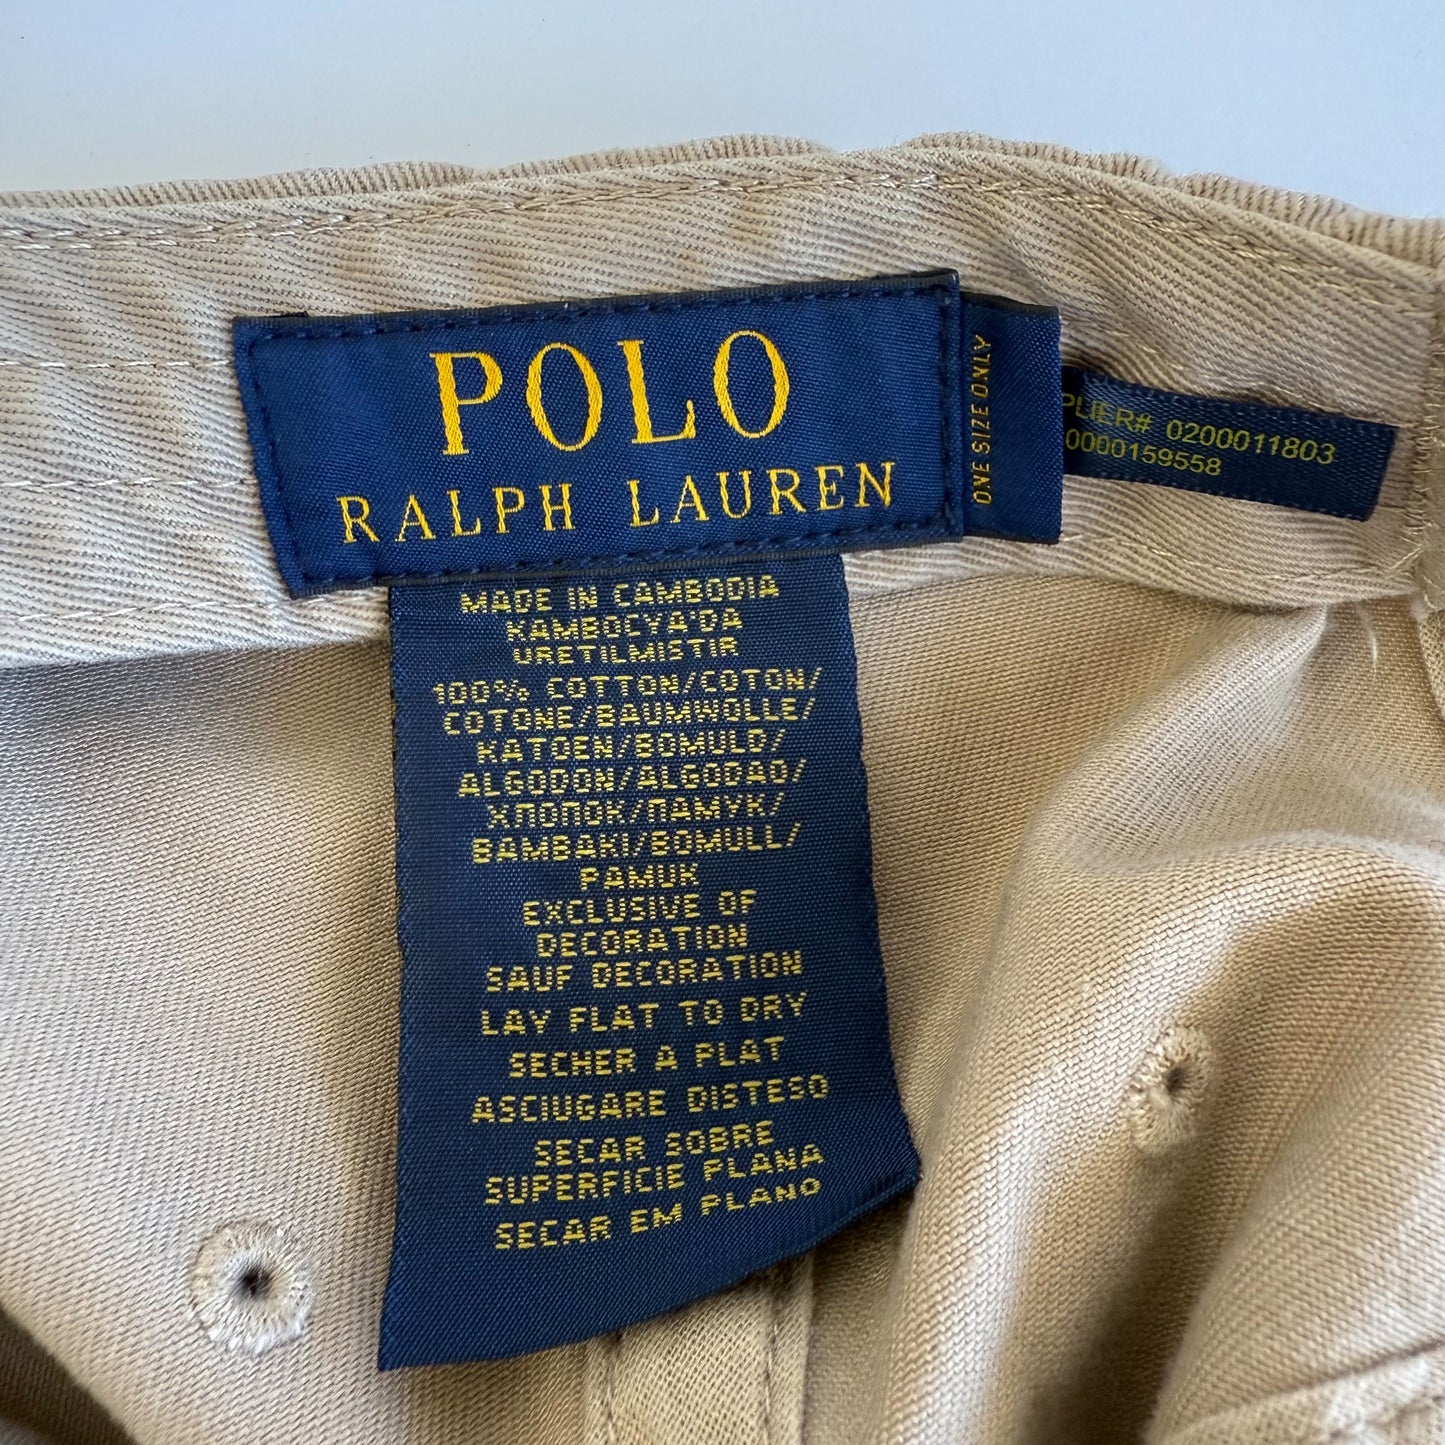 POLO
RALPH LAUREN
ONE SIZE ONLY
PLIER# 0200011803
0000159558
MADE IN CAMBODIA
KAMBOCYA'DA
URETILMISTIR
100% COTTON/COTON/
COTONE/BAUMWOLLE/
KATOEN/BOMULD/
ALGODON/ALGODAO/
ХЛОПОК/ПАМУК/
BAMBAKI/BOMULL/
PAMUK
EXCLUSIVE OF
DECORATION
SAUF DECORATION
LAY FLAT TO DRY
SECHER A PLAT
ASCIUGARE DISTESO
SECAR SOBRE
SUPERFICIE PLANA
SECAR EM PLANO